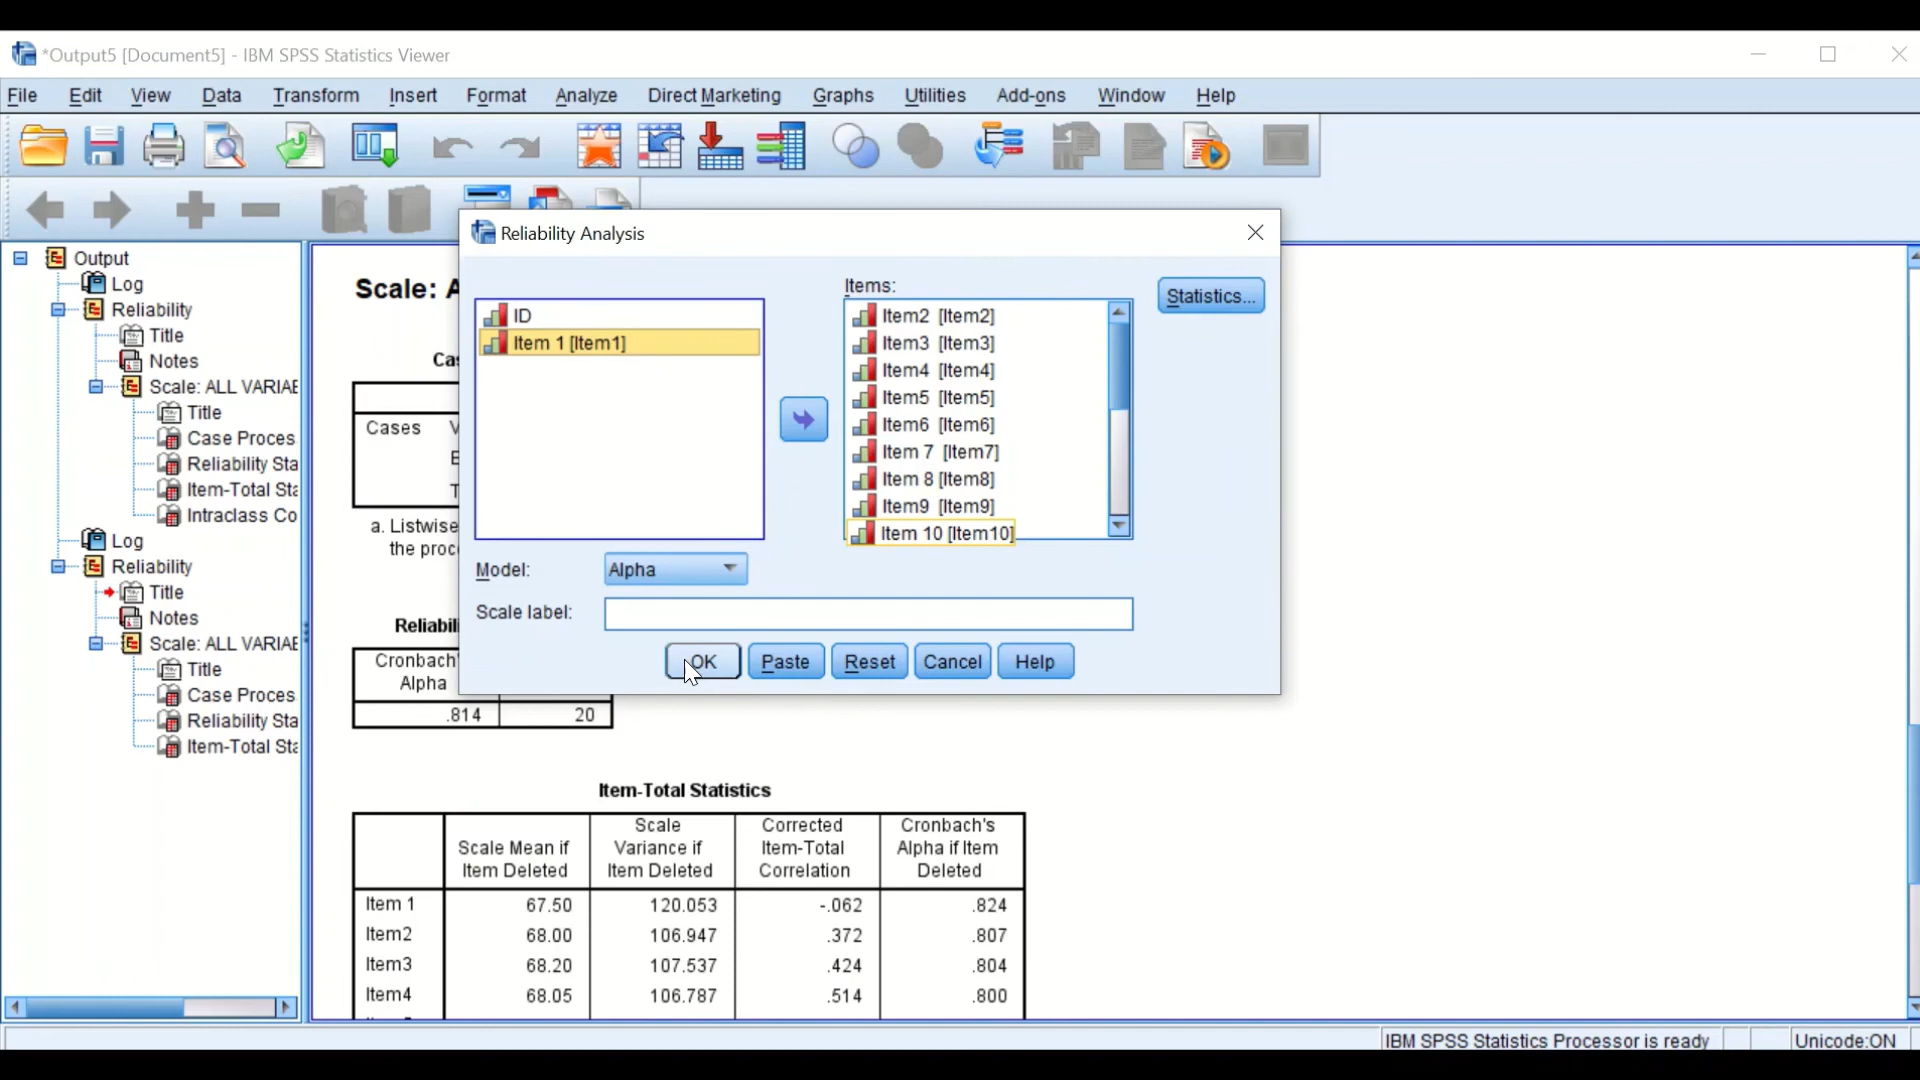 *Output5 [Document5] - IBM SPSS Statistics Viewer
File Edit View Data Transform Insert Format Analyze Direct Marketing Graphs Utilities Add-ons Window Help
Output
Log
Reliability
Title
Notes
Scale: ALL VARIAE
Title
Case Proces
Reliability Sta
Item-Total Sta
Intraclass Co
Log
Reliability
Title
Notes
Scale: ALL VARIAE
Title
Case Proces
Reliability Sta
Item-Total Sta
Scale: A
Cas
Cases V
E
T
a. Listwise
the proc
Reliabili
Cronbach'
Alpha
.814 20
Reliability Analysis
ID
Item 1 [Item1]
Items:
Item2 [Item2]
Item3 [Item3]
Item4 [Item4]
Item5 [Item5]
Item6 [Item6]
Item 7 [Item7]
Item 8 [Item8]
Item9 [Item9]
Item 10 [Item10]
Statistics...
Model: Alpha
Scale label:
OK Paste Reset Cancel Help
Item-Total Statistics
Scale Mean if Item Deleted
Scale Variance if Item Deleted
Corrected Item-Total Correlation
Cronbach's Alpha if Item Deleted
Item 1 67.50 120.053 -.062 .824
Item2 68.00 106.947 .372 .807
Item3 68.20 107.537 .424 .804
Item4 68.05 106.787 .514 .800
IBM SPSS Statistics Processor is ready Unicode:ON